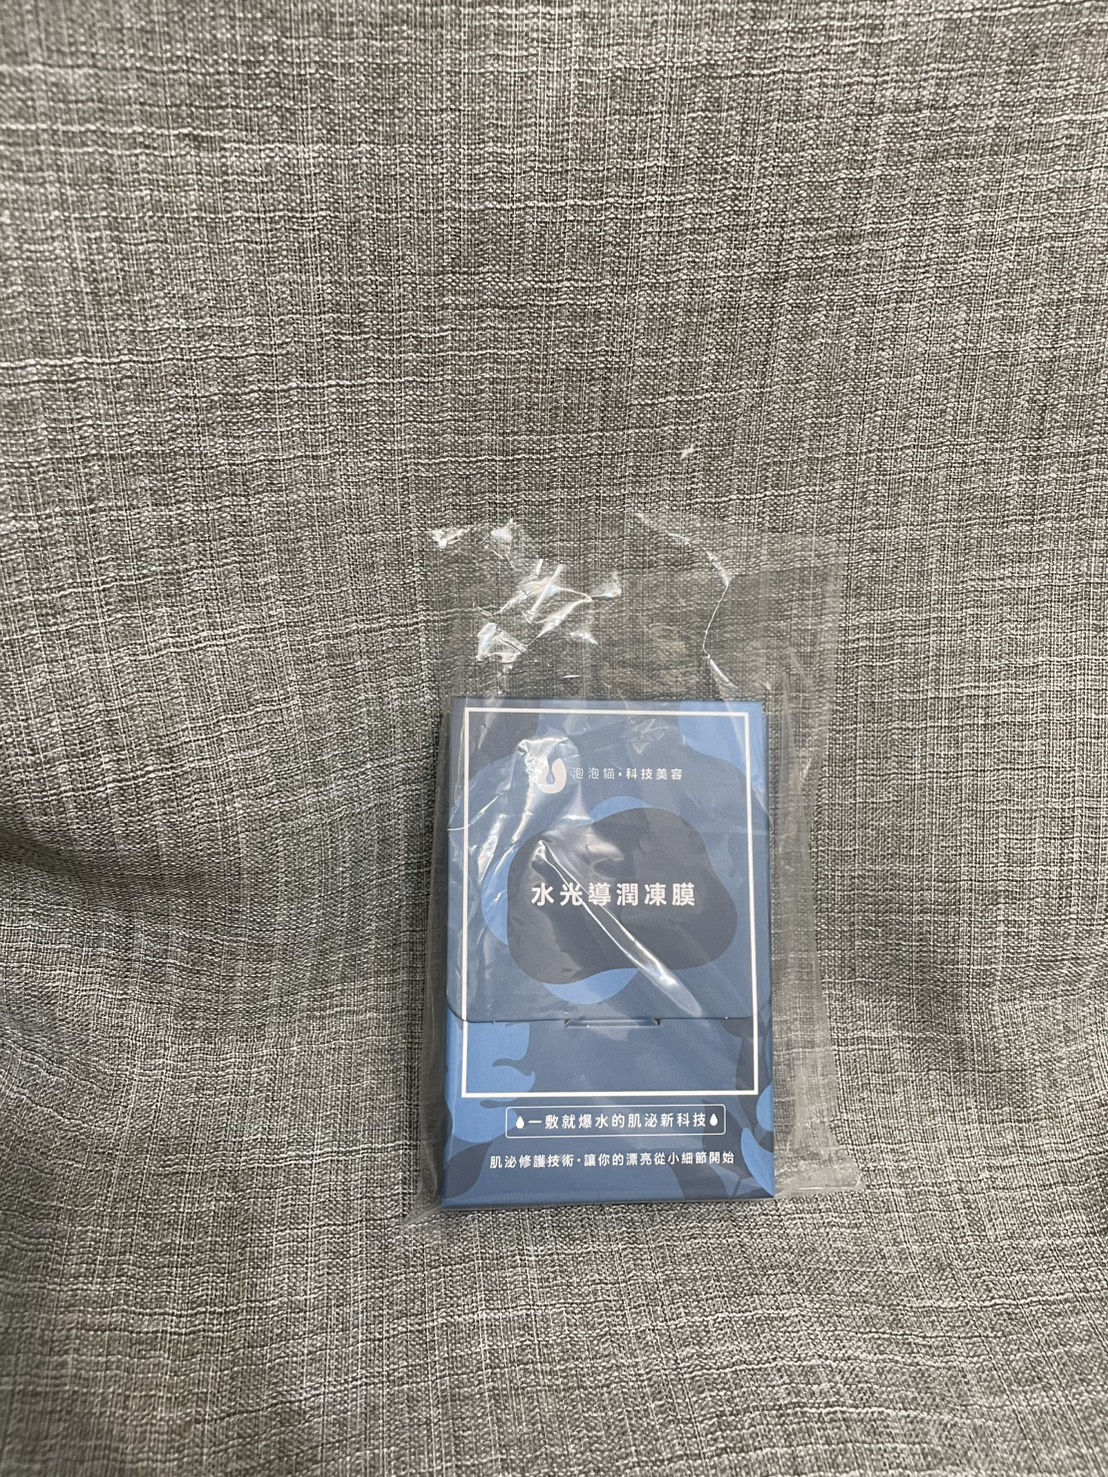 泡泡貓・科技美容
水光導潤凍膜
一敷就爆水的肌泌新科技
肌泌修護技術・讓你的漂亮從小細節開始